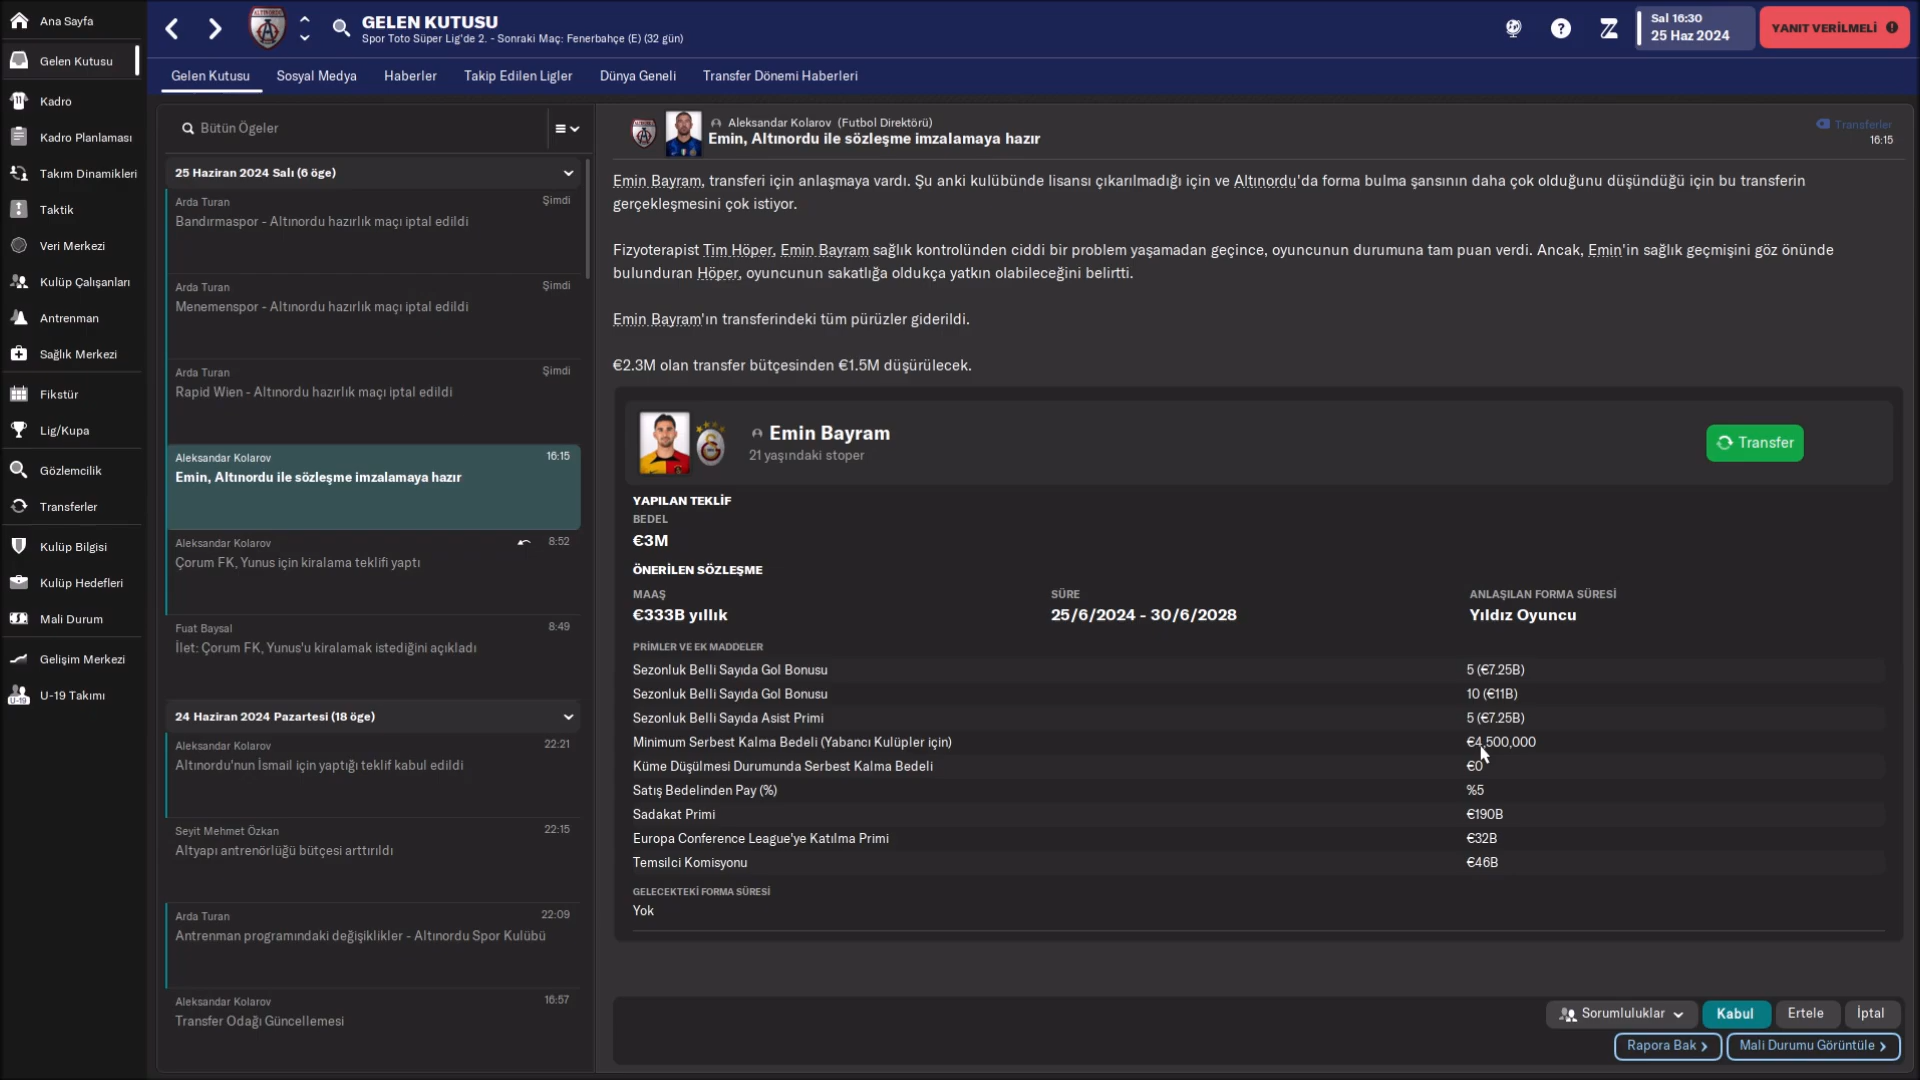 Ana Sayfa
Gelen Kutusu
Kadro
Kadro Planlaması
Takım Dinamikleri
Taktik
Veri Merkezi
Kulüp Çalışanları
Antrenman
Sağlık Merkezi
Fikstür
Lig/Kupa
Gözlemcilik
Transferler
Kulüp Bilgisi
Kulüp Hedefleri
Mali Durum
Gelişim Merkezi
U-19 Takımı
GELEN KUTUSU
Spor Toto Süper Lig'de 2. - Sonraki Maç: Fenerbahçe (E) (32 gün)
Sal 16:30
25 Haz 2024
YANIT VERİLMELİ
Gelen Kutusu Sosyal Medya Haberler Takip Edilen Ligler Dünya Geneli Transfer Dönemi Haberleri
Bütün Ögeler
25 Haziran 2024 Salı (6 öge)
Arda Turan Şimdi
Bandırmaspor - Altınordu hazırlık maçı iptal edildi
Arda Turan Şimdi
Menemenspor - Altınordu hazırlık maçı iptal edildi
Arda Turan Şimdi
Rapid Wien - Altınordu hazırlık maçı iptal edildi
Aleksandar Kolarov 16:15
Emin, Altınordu ile sözleşme imzalamaya hazır
Aleksandar Kolarov 8:52
Çorum FK, Yunus için kiralama teklifi yaptı
Fuat Baysal 8:49
İlet: Çorum FK, Yunus'u kiralamak istediğini açıkladı
24 Haziran 2024 Pazartesi (18 öge)
Aleksandar Kolarov 22:21
Altınordu'nun İsmail için yaptığı teklif kabul edildi
Seyit Mehmet Özkan 22:15
Altyapı antrenörlüğü bütçesi arttırıldı
Arda Turan 22:09
Antrenman programındaki değişiklikler - Altınordu Spor Kulübü
Aleksandar Kolarov 16:57
Transfer Odağı Güncellemesi
Aleksandar Kolarov (Futbol Direktörü)
Emin, Altınordu ile sözleşme imzalamaya hazır
Transferler
16:15
Emin Bayram, transferi için anlaşmaya vardı. Şu anki kulübünde lisansı çıkarılmadığı için ve Altınordu'da forma bulma şansının daha çok olduğunu düşündüğü için bu transferin
gerçekleşmesini çok istiyor.
Fizyoterapist Tim Höper, Emin Bayram sağlık kontrolünden ciddi bir problem yaşamadan geçince, oyuncunun durumuna tam puan verdi. Ancak, Emin'in sağlık geçmişini göz önünde
bulunduran Höper, oyuncunun sakatlığa oldukça yatkın olabileceğini belirtti.
Emin Bayram'ın transferindeki tüm pürüzler giderildi.
€2.3M olan transfer bütçesinden €1.5M düşürülecek.
Emin Bayram
21 yaşındaki stoper
Transfer
YAPILAN TEKLİF
BEDEL
€3M
ÖNERİLEN SÖZLEŞME
MAAŞ SÜRE ANLAŞILAN FORMA SÜRESİ
€333B yıllık 25/6/2024 - 30/6/2028 Yıldız Oyuncu
PRİMLER VE EK MADDELER
Sezonluk Belli Sayıda Gol Bonusu 5 (€7.25B)
Sezonluk Belli Sayıda Gol Bonusu 10 (€11B)
Sezonluk Belli Sayıda Asist Primi 5 (€7.25B)
Minimum Serbest Kalma Bedeli (Yabancı Kulüpler için) €4,500,000
Küme Düşülmesi Durumunda Serbest Kalma Bedeli €0
Satış Bedelinden Pay (%) %5
Sadakat Primi €190B
Europa Conference League'ye Katılma Primi €32B
Temsilci Komisyonu €46B
GELECEKTEKİ FORMA SÜRESİ
Yok
Sorumluluklar Kabul Ertele İptal
Rapora Bak Mali Durumu Görüntüle